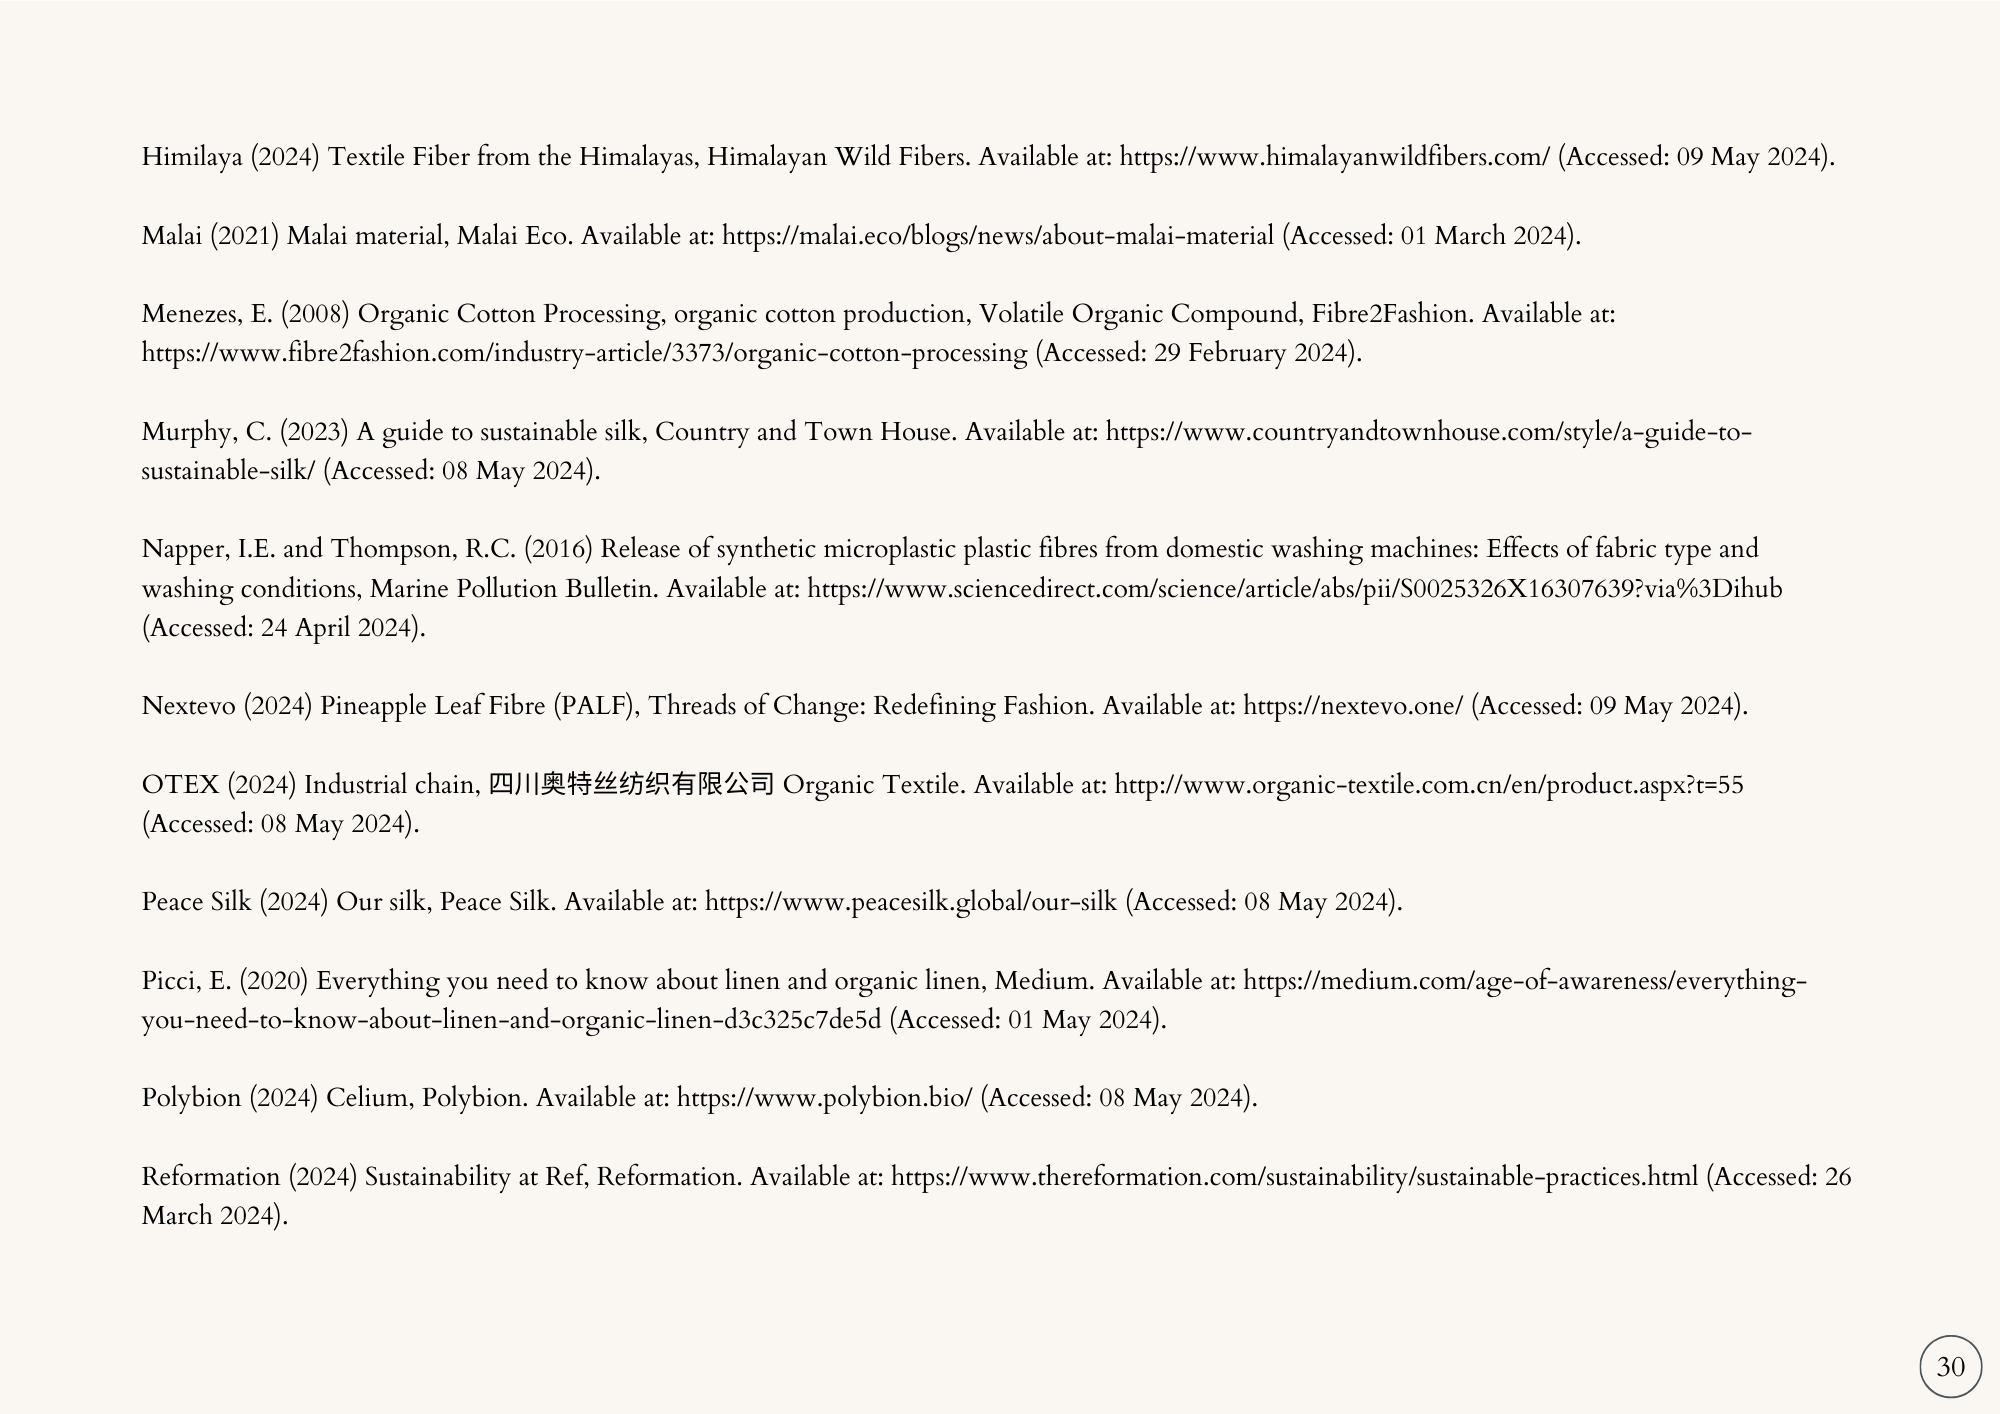 Himilaya (2024) Textile Fiber from the Himalayas, Himalayan Wild Fibers. Available at: https://www.himalayanwildfibers.com/ (Accessed: 09 May 2024).
Malai (2021) Malai material, Malai Eco. Available at: https://malai.eco/blogs/news/about-malai-material (Accessed: 01 March 2024).
Menezes, E. (2008) Organic Cotton Processing, organic cotton production, Volatile Organic Compound, Fibre2Fashion. Available at:
https://www.fibre2fashion.com/industry-article/3373/organic-cotton-processing (Accessed: 29 February 2024).
Murphy, C. (2023) A guide to sustainable silk, Country and Town House. Available at: https://www.countryandtownhouse.com/style/a-guide-to-
sustainable-silk/ (Accessed: 08 May 2024).
Napper, I.E. and Thompson, R.C. (2016) Release of synthetic microplastic plastic fibres from domestic washing machines: Effects of fabric type and
washing conditions, Marine Pollution Bulletin. Available at: https://www.sciencedirect.com/science/article/abs/pii/S0025326X16307639?via%3Dihub
(Accessed: 24 April 2024).
Nextevo (2024) Pineapple Leaf Fibre (PALF), Threads of Change: Redefining Fashion. Available at: https://nextevo.one/ (Accessed: 09 May 2024).
OTEX (2024) Industrial chain, 四川奥特丝纺织有限公司 Organic Textile. Available at: http://www.organic-textile.com.cn/en/product.aspx?t=55
(Accessed: 08 May 2024).
Peace Silk (2024) Our silk, Peace Silk. Available at: https://www.peacesilk.global/our-silk (Accessed: 08 May 2024).
Picci, E. (2020) Everything you need to know about linen and organic linen, Medium. Available at: https://medium.com/age-of-awareness/everything-
you-need-to-know-about-linen-and-organic-linen-d3c325c7de5d (Accessed: 01 May 2024).
Polybion (2024) Celium, Polybion. Available at: https://www.polybion.bio/ (Accessed: 08 May 2024).
Reformation (2024) Sustainability at Ref, Reformation. Available at: https://www.thereformation.com/sustainability/sustainable-practices.html (Accessed: 26
March 2024).
30